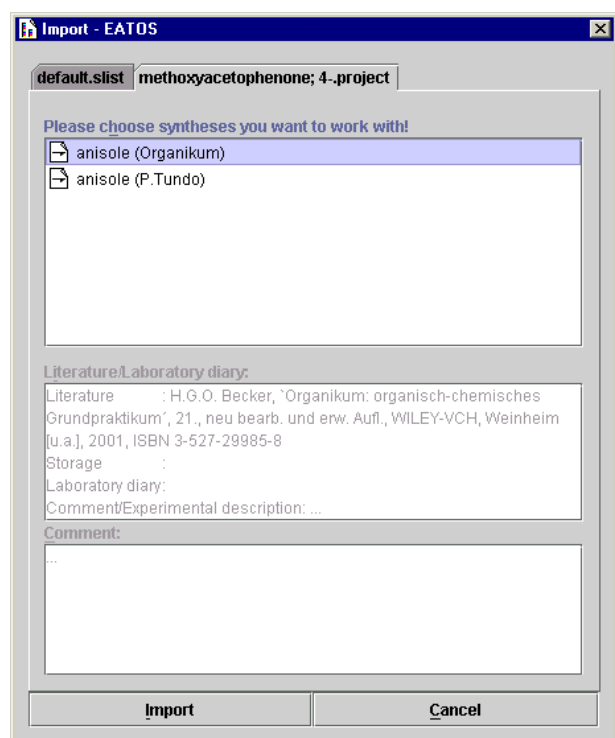 Import - EATOS
default.slist methoxyacetophenone; 4-.project
Please choose syntheses you want to work with!
anisole (Organikum)
anisole (P.Tundo)
Literature/Laboratory diary:
Literature : H.G.O. Becker, `Organikum: organisch-chemisches
Grundpraktikum´, 21., neu bearb. und erw. Aufl., WILEY-VCH, Weinheim
[u.a.], 2001, ISBN 3-527-29985-8
Storage :
Laboratory diary:
Comment/Experimental description: ...
Comment:
...
Import Cancel